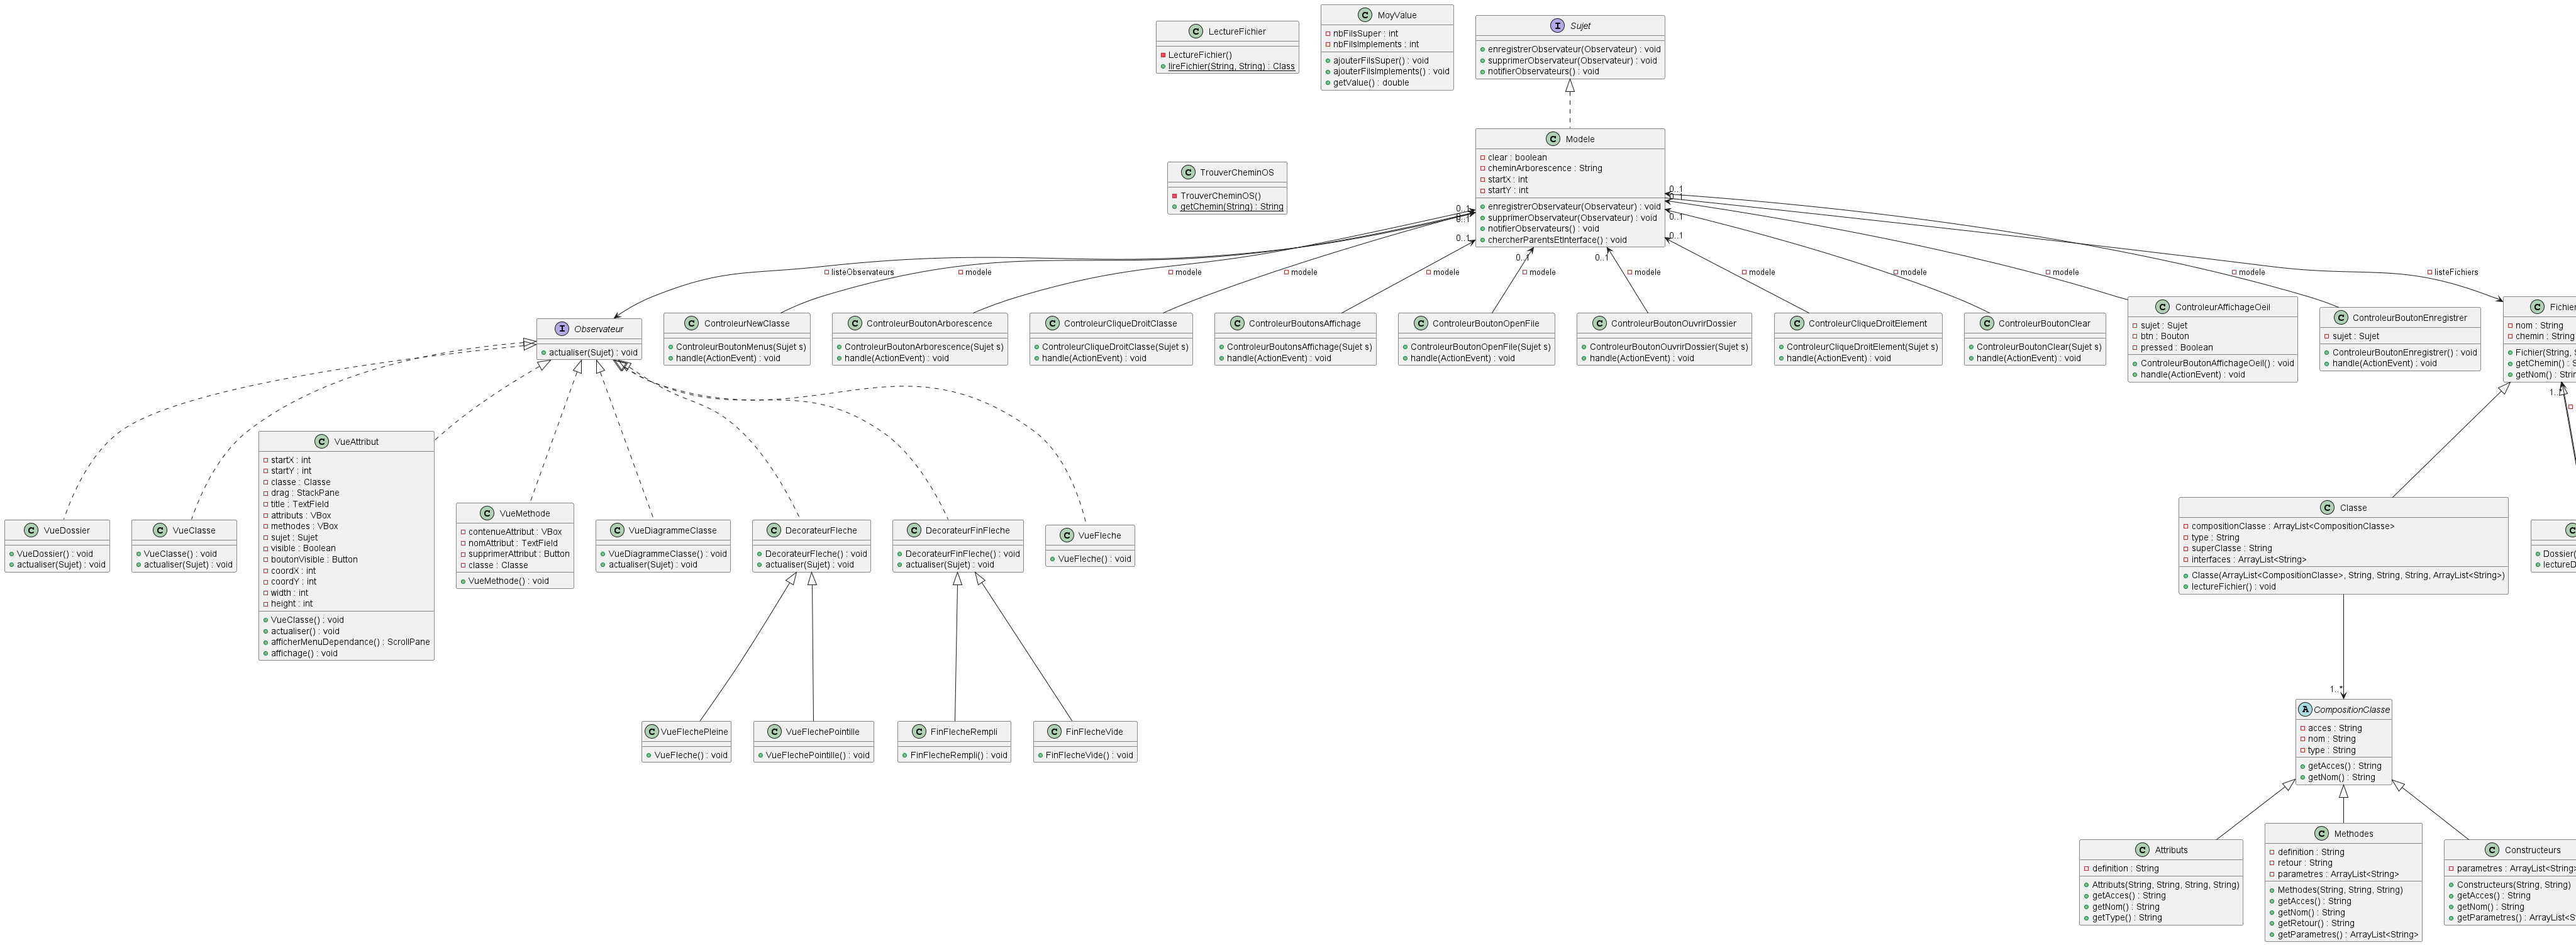 C LectureFichier
LectureFichier()
lireFichier(String, String) : Class
C MoyValue
nbFilsSuper : int
nbFilsImplements : int
ajouterFilsSuper() : void
ajouterFilsImplements() : void
getValue() : double
I Sujet
enregistrerObservateur(Observateur) : void
supprimerObservateur(Observateur) : void
notifierObservateurs() : void
C TrouverCheminOS
TrouverCheminOS()
getChemin(String) : String
C Modele
clear : boolean
cheminArborescence : String
startX : int
startY : int
enregistrerObservateur(Observateur) : void
supprimerObservateur(Observateur) : void
notifierObservateurs() : void
chercherParentsEtInterface() : void
0..1
0..1
0..1
0..1
0..1
0..1
0..1
0..1
0..1
listeObservateurs
modele
modele
modele
modele
modele
modele
modele
modele
modele
modele
listeFichiers
I Observateur
actualiser(Sujet) : void
C ControleurNewClasse
ControleurBoutonMenus(Sujet s)
handle(ActionEvent) : void
C ControleurBoutonArborescence
ControleurBoutonArborescence(Sujet s)
handle(ActionEvent) : void
C ControleurCliqueDroitClasse
ControleurCliqueDroitClasse(Sujet s)
handle(ActionEvent) : void
C ControleurBoutonsAffichage
ControleurBoutonsAffichage(Sujet s)
handle(ActionEvent) : void
C ControleurBoutonOpenFile
ControleurBoutonOpenFile(Sujet s)
handle(ActionEvent) : void
C ControleurBoutonOuvrirDossier
ControleurBoutonOuvrirDossier(Sujet s)
handle(ActionEvent) : void
C ControleurCliqueDroitElement
ControleurCliqueDroitElement(Sujet s)
handle(ActionEvent) : void
C ControleurBoutonClear
ControleurBoutonClear(Sujet s)
handle(ActionEvent) : void
C ControleurAffichageOeil
sujet : Sujet
btn : Bouton
pressed : Boolean
ControleurBoutonAffichageOeil() : void
handle(ActionEvent) : void
C ControleurBoutonEnregistrer
sujet : Sujet
ControleurBoutonEnregistrer() : void
handle(ActionEvent) : void
C Fichier
nom : String
chemin : String
Fichier(String,
getChemin() :
getNom() :
C VueDossier
VueDossier() : void
actualiser(Sujet) : void
C VueClasse
VueClasse() : void
actualiser(Sujet) : void
C VueAttribut
startX : int
startY : int
classe : Classe
drag : StackPane
title : TextField
attributs : VBox
methodes : VBox
sujet : Sujet
visible : Boolean
boutonVisible : Button
coordX : int
coordY : int
width : int
height : int
VueClasse() : void
actualiser() : void
afficherMenuDependance() : ScrollPane
affichage() : void
C VueMethode
contenueAttribut : VBox
nomAttribut : TextField
supprimerAttribut : Button
classe : Classe
VueMethode() : void
C VueDiagrammeClasse
VueDiagrammeClasse() : void
actualiser(Sujet) : void
C DecorateurFleche
DecorateurFleche() : void
actualiser(Sujet) : void
C DecorateurFinFleche
DecorateurFinFleche() : void
actualiser(Sujet) : void
C VueFleche
VueFleche() : void
C Classe
compositionClasse : ArrayList<CompositionClasse>
type : String
superClasse : String
interfaces : ArrayList<String>
Classe(ArrayList<CompositionClasse>, String, String, String, ArrayList<String>)
lectureFichier() : void
Dossier(
C VueFlechePleine
VueFleche() : void
C VueFlechePointille
VueFlechePointille() : void
C FinFlecheRempli
FinFlecheRempli() : void
C FinFlecheVide
FinFlecheVide() : void
1..*
A CompositionClasse
acces : String
nom : String
type : String
getAcces() : String
getNom() : String
C Attributs
definition : String
Attributs(String, String, String, String)
getAcces() : String
getNom() : String
getType() : String
C Methodes
definition : String
retour : String
parametres : ArrayList<String>
Methodes(String, String, String)
getAcces() : String
getNom() : String
getRetour() : String
getParametres() : ArrayList<String>
C Constructeurs
parametres : ArrayList<String>
Constructeurs(String, String)
getAcces() : String
getNom() : String
getParametres() :